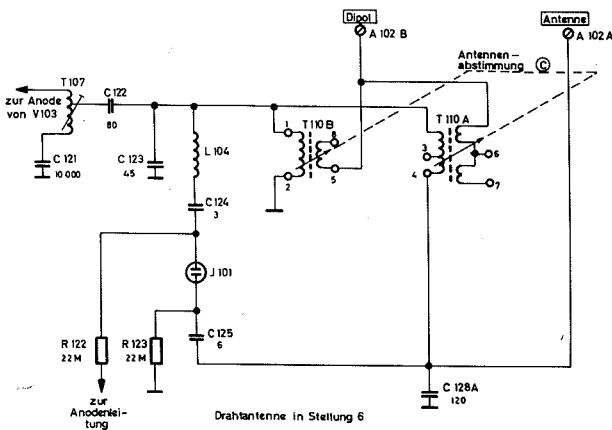 Dipol
Antenne
A 102 B
A 102 A
Antennen-
abstimmung
C
T 107
zur Anode
von V103
C 122
80
C 121
10 000
C 123
45
L 104
1
2
T 110 B
8
5
T 110 A
3
4
6
7
C 124
3
J 101
R 122
22 M
R 123
22 M
C 125
6
C 128A
120
zur
Anodenlei-
tung
Drahtantenne in Stellung 6